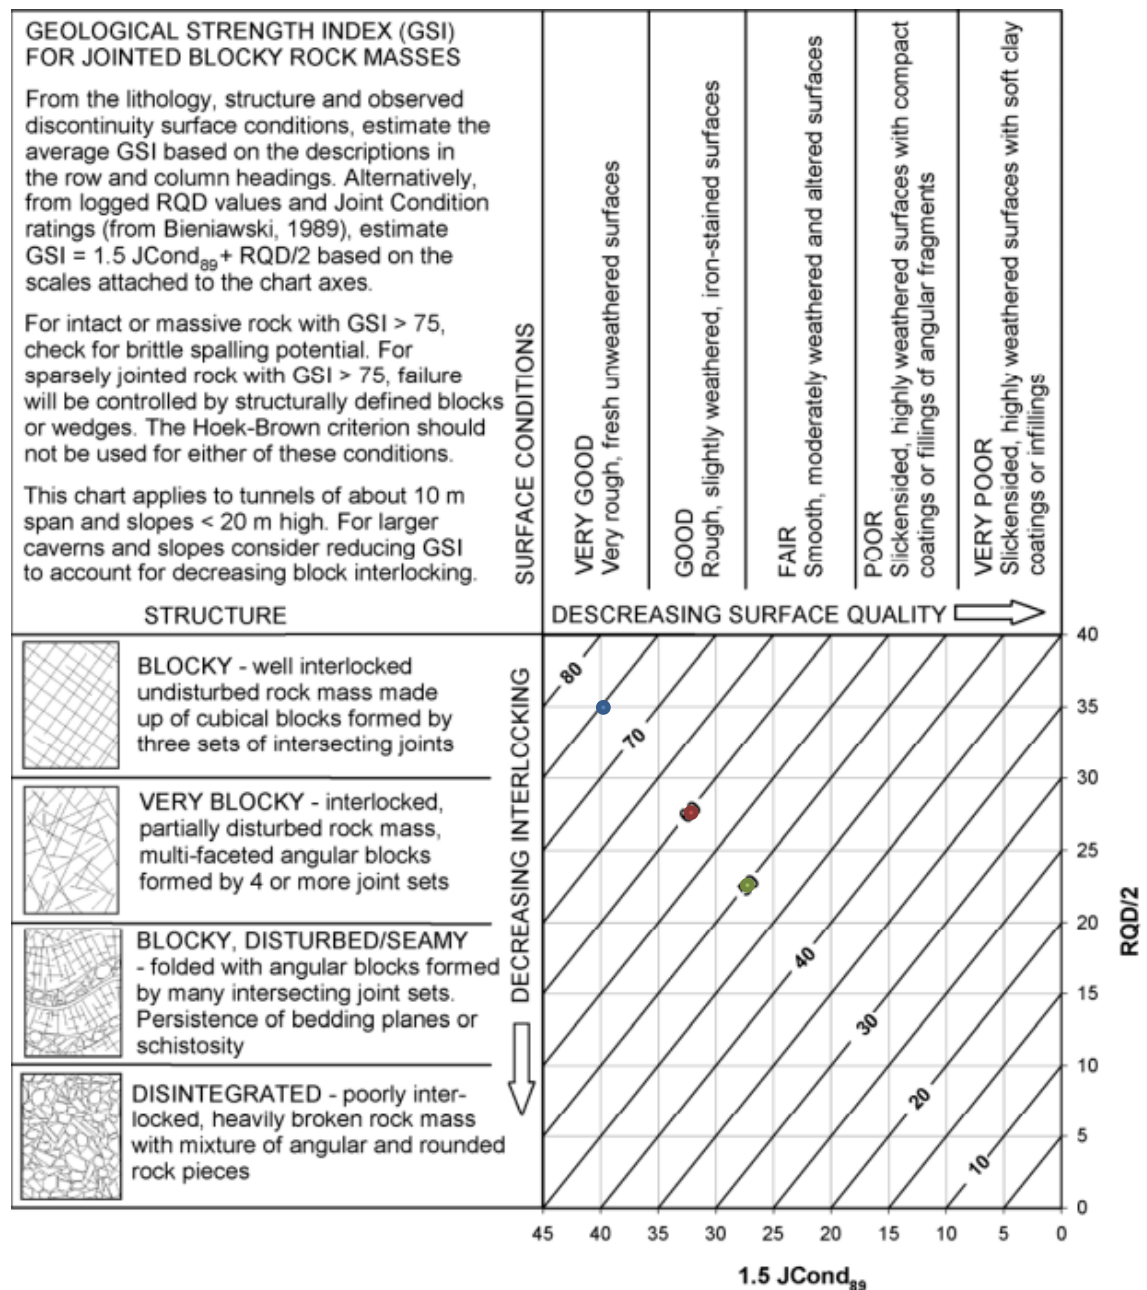 GEOLOGICAL STRENGTH INDEX (GSI)
FOR JOINTED BLOCKY ROCK MASSES
From the lithology, structure and observed
discontinuity surface conditions, estimate the
average GSI based on the descriptions in
the row and column headings. Alternatively,
from logged RQD values and Joint Condition
ratings (from Bieniawski, 1989), estimate
GSI = 1.5 JCond89 + RQD/2 based on the
scales attached to the chart axes.
For intact or massive rock with GSI > 75,
check for brittle spalling potential. For
sparsely jointed rock with GSI > 75, failure
will be controlled by structurally defined blocks
or wedges. The Hoek-Brown criterion should
not be used for either of these conditions.
This chart applies to tunnels of about 10 m
span and slopes < 20 m high. For larger
caverns and slopes consider reducing GSI
to account for decreasing block interlocking.
SURFACE CONDITIONS
VERY GOOD
Very rough, fresh unweathered surfaces
GOOD
Rough, slightly weathered, iron-stained surfaces
FAIR
Smooth, moderately weathered and altered surfaces
POOR
Slickensided, highly weathered surfaces with compact
coatings or fillings of angular fragments
VERY POOR
Slickensided, highly weathered surfaces with soft clay
coatings or infillings
STRUCTURE
DESCREASING SURFACE QUALITY
BLOCKY - well interlocked
undisturbed rock mass made
up of cubical blocks formed by
three sets of intersecting joints
VERY BLOCKY - interlocked,
partially disturbed rock mass,
multi-faceted angular blocks
formed by 4 or more joint sets
BLOCKY, DISTURBED/SEAMY
- folded with angular blocks formed
by many intersecting joint sets.
Persistence of bedding planes or
schistosity
DISINTEGRATED - poorly inter-
locked, heavily broken rock mass
with mixture of angular and rounded
rock pieces
DECREASING INTERLOCKING
80
70
40
30
20
10
40
35
30
25
20
15
10
5
0
RQD/2
45 40 35 30 25 20 15 10 5 0
1.5 JCond89